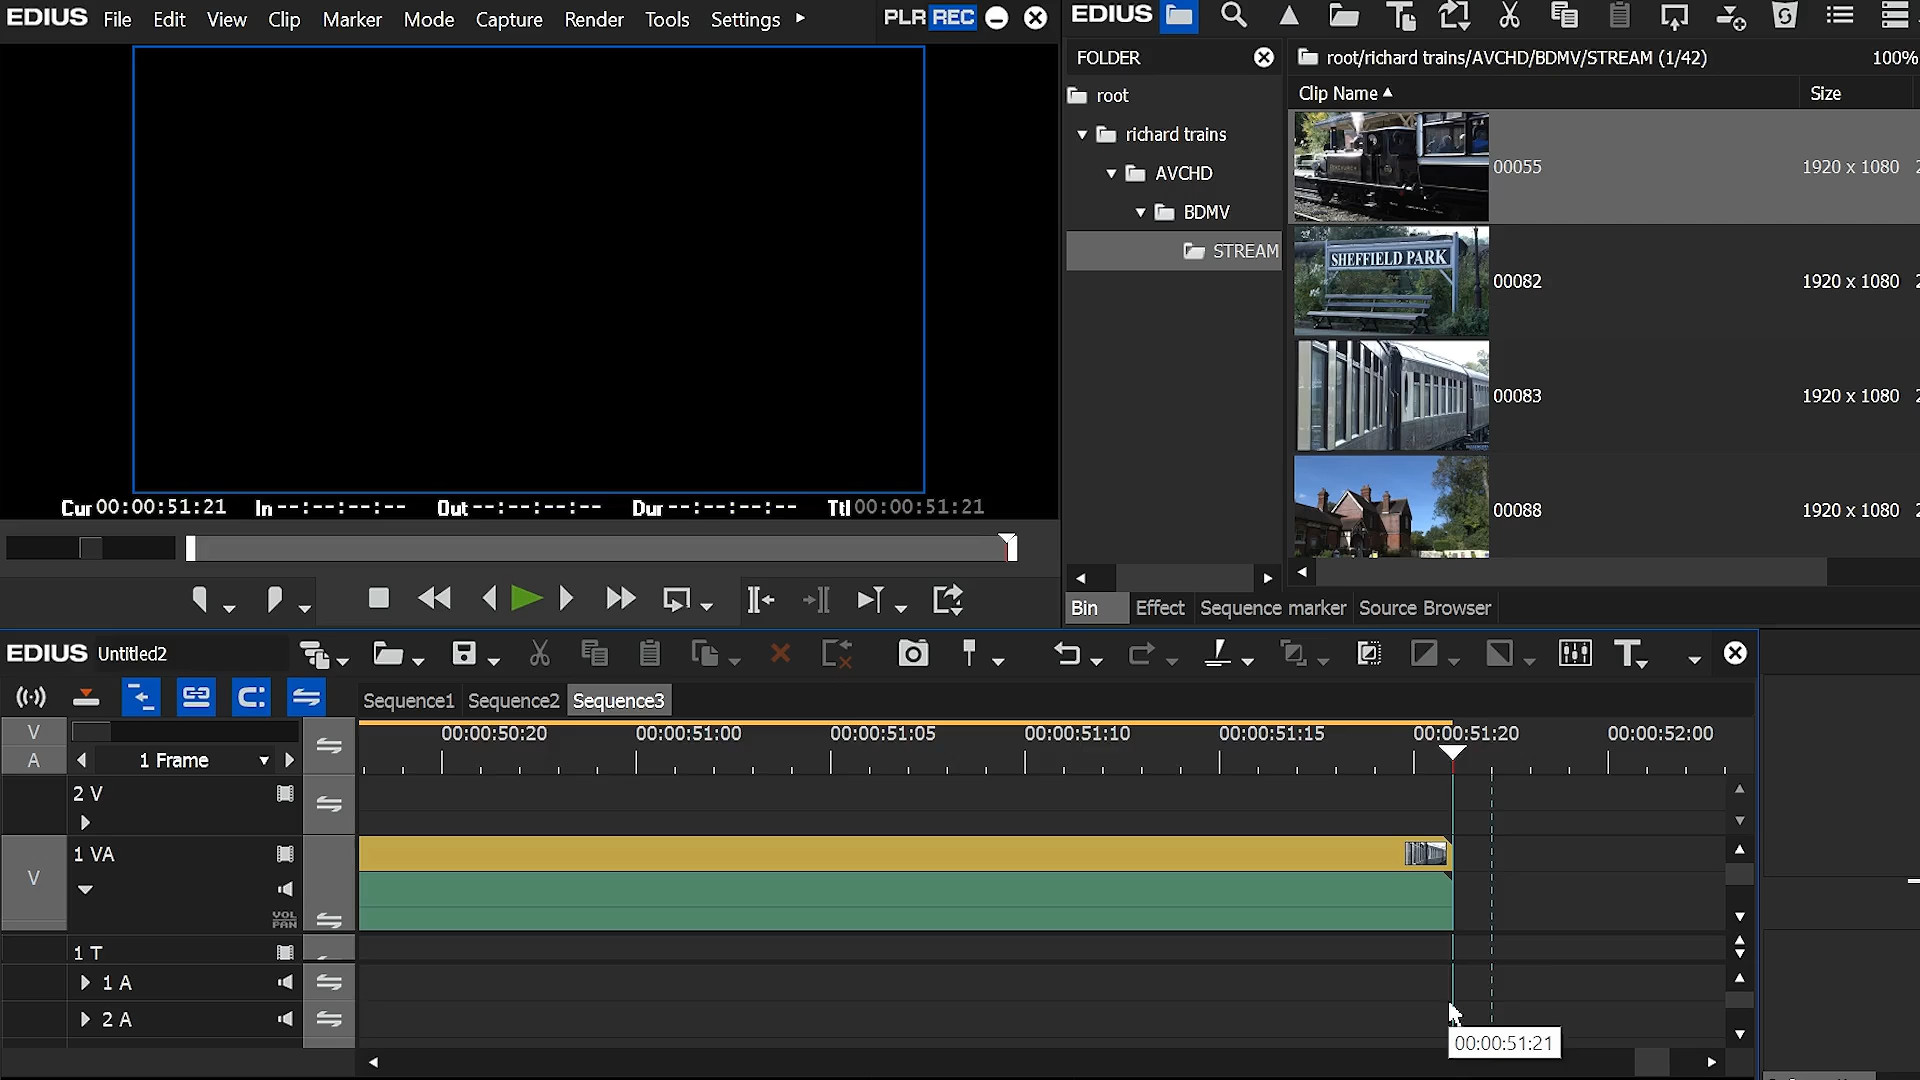 EDIUS File Edit View Clip Marker Mode Capture Render Tools Settings PLR REC
Cur 00:00:51:21 In --:--:--:-- Out --:--:--:-- Dur --:--:--:-- Ttl 00:00:51:21
EDIUS
FOLDER
root/richard trains/AVCHD/BDMV/STREAM (1/42) 100%
root
richard trains
AVCHD
BDMV
STREAM
Clip Name Size
00055 1920 x 1080
SHEFFIELD PARK
00082 1920 x 1080
00083 1920 x 1080
00088 1920 x 1080
Bin Effect Sequence marker Source Browser
EDIUS Untitled2
Sequence1 Sequence2 Sequence3
V
A
1 Frame
00:00:50:20 00:00:51:00 00:00:51:05 00:00:51:10 00:00:51:15 00:00:51:20 00:00:52:00
2 V
1 VA
V
VOL
PAN
1 T
1 A
2 A
00:00:51:21